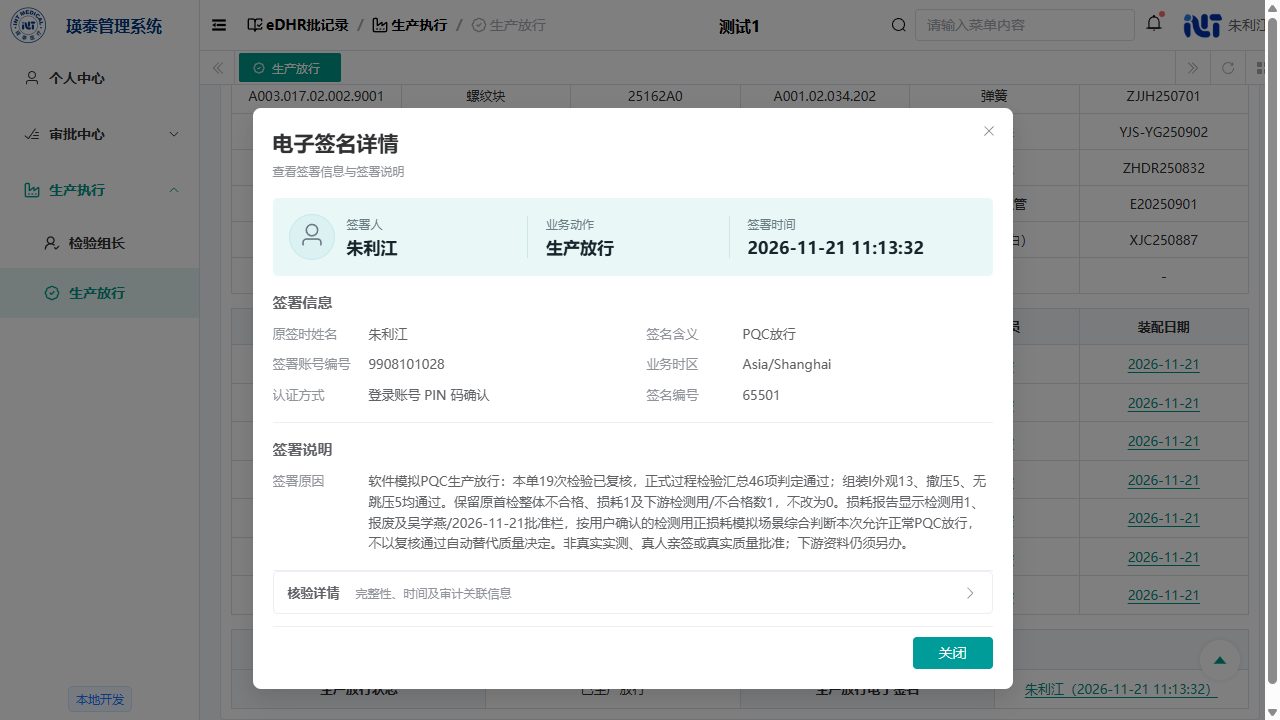 瑛泰管理系统
eDHR批记录 / 生产执行 / 生产放行
测试1
请输入菜单内容
朱利江
个人中心
审批中心
生产执行
检验组长
生产放行
本地开发
生产放行
A003.017.02.002.9001 螺纹块 25162A0 A001.02.034.202 弹簧 ZJJH250701
YJS-YG250902
ZHDR250832
管 E20250901
XJC250887
-
员 装配日期
2026-11-21
2026-11-21
2026-11-21
2026-11-21
2026-11-21
2026-11-21
2026-11-21
电子签名详情
查看签署信息与签署说明
签署人
朱利江
业务动作
生产放行
签署时间
2026-11-21 11:13:32
签署信息
原签时姓名 朱利江 签名含义 PQC放行
签署账号编号 9908101028 业务时区 Asia/Shanghai
认证方式 登录账号 PIN 码确认 签名编号 65501
签署说明
签署原因 软件模拟PQC生产放行：本单19次检验已复核，正式过程检验汇总46项判定通过；组装I外观13、撤压5、无
跳压5均通过。保留原首检整体不合格、损耗1及下游检测用/不合格数1，不改为0。损耗报告显示检测用1、
报废及吴学燕/2026-11-21批准栏，按用户确认的检测用正损耗模拟场景综合判断本次允许正常PQC放行，
不以复核通过自动替代质量决定。非真实实测、真人亲签或真实质量批准；下游资料仍须另办。
核验详情 完整性、时间及审计关联信息
关闭
生产放行状态 已生产放行 生产放行电子签名 朱利江（2026-11-21 11:13:32）